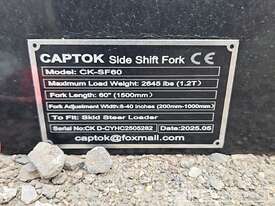 CAPTOK Side Shift Fork CE
Model: CK-SF60
Maximum Load Weight: 2645 lbs (1.2T)
Fork Length: 60" (1500mm)
Fork Adjustment Width:8-40 inches (200mm-1000mm)
To Fit: Skid Steer Loader
Serial No:CK D-CYHC2505282 Date:2025.05
captok@foxmail.com